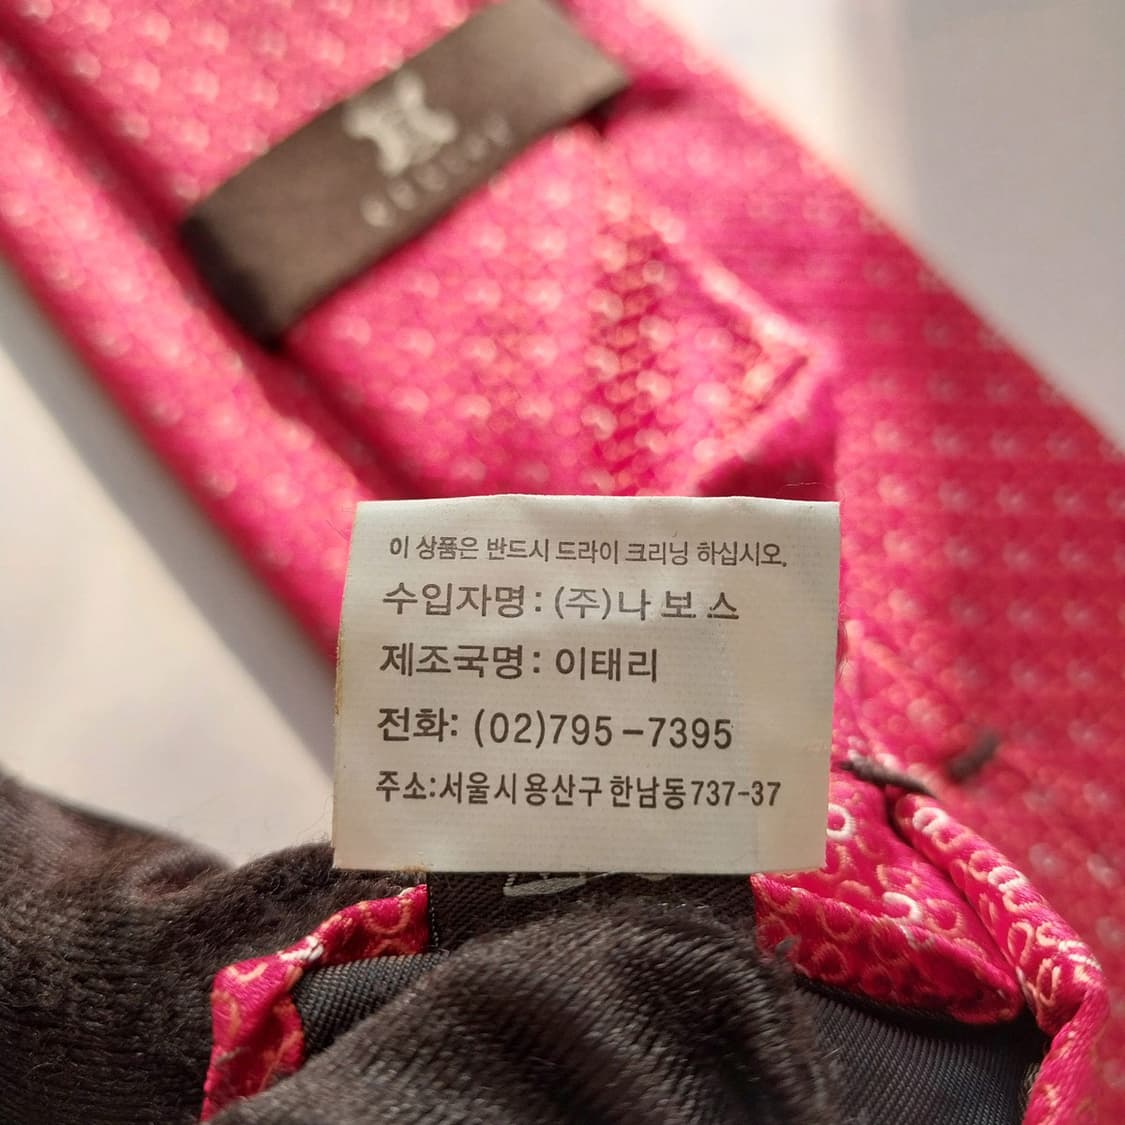 이 상품은 반드시 드라이 크리닝 하십시오.
수입자명: (주)나 보 스
제조국명: 이태리
전화: (02)795-7395
주소:서울시용산구 한남동737-37